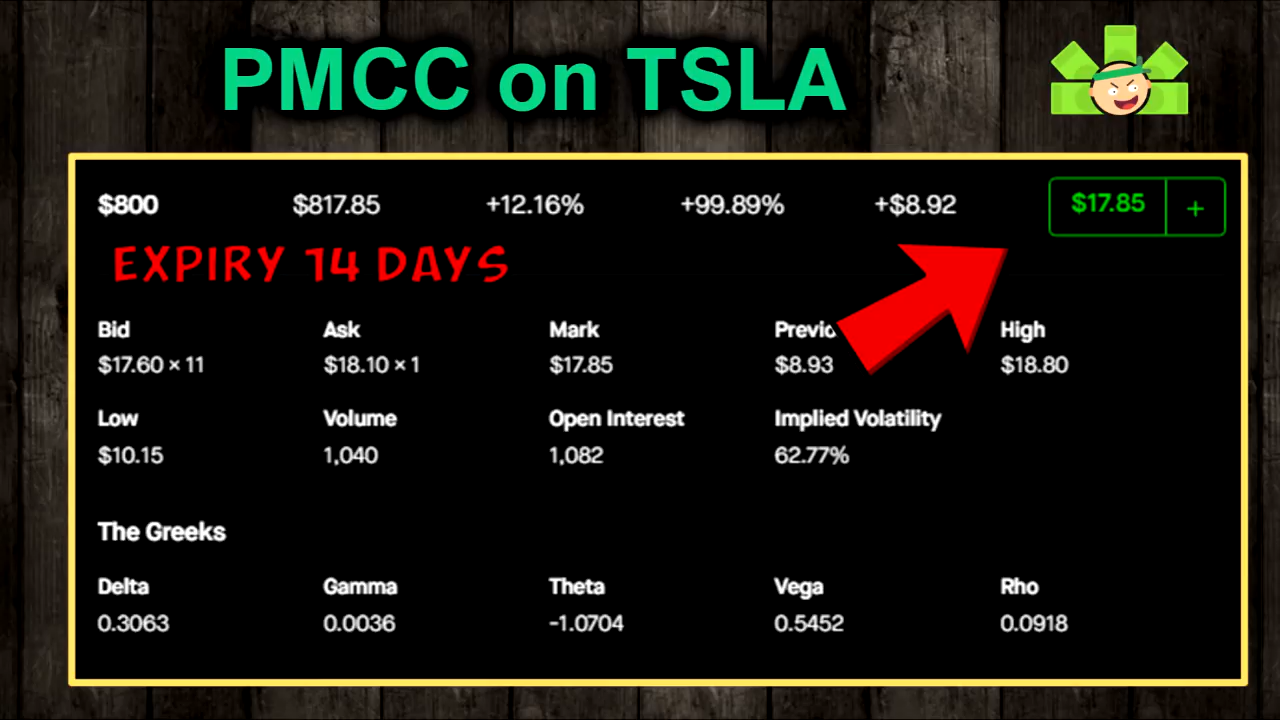 PMCC on TSLA
$800 $817.85 +12.16% +99.89% +$8.92 $17.85 +
EXPIRY 14 DAYS
Bid Ask Mark High
$17.60 × 11 $18.10 × 1 $17.85 $8.93 $18.80
Low Volume Open Interest Implied Volatility
$10.15 1,040 1,082 62.77%
The Greeks
Delta Gamma Theta Vega Rho
0.3063 0.0036 -1.0704 0.5452 0.0918